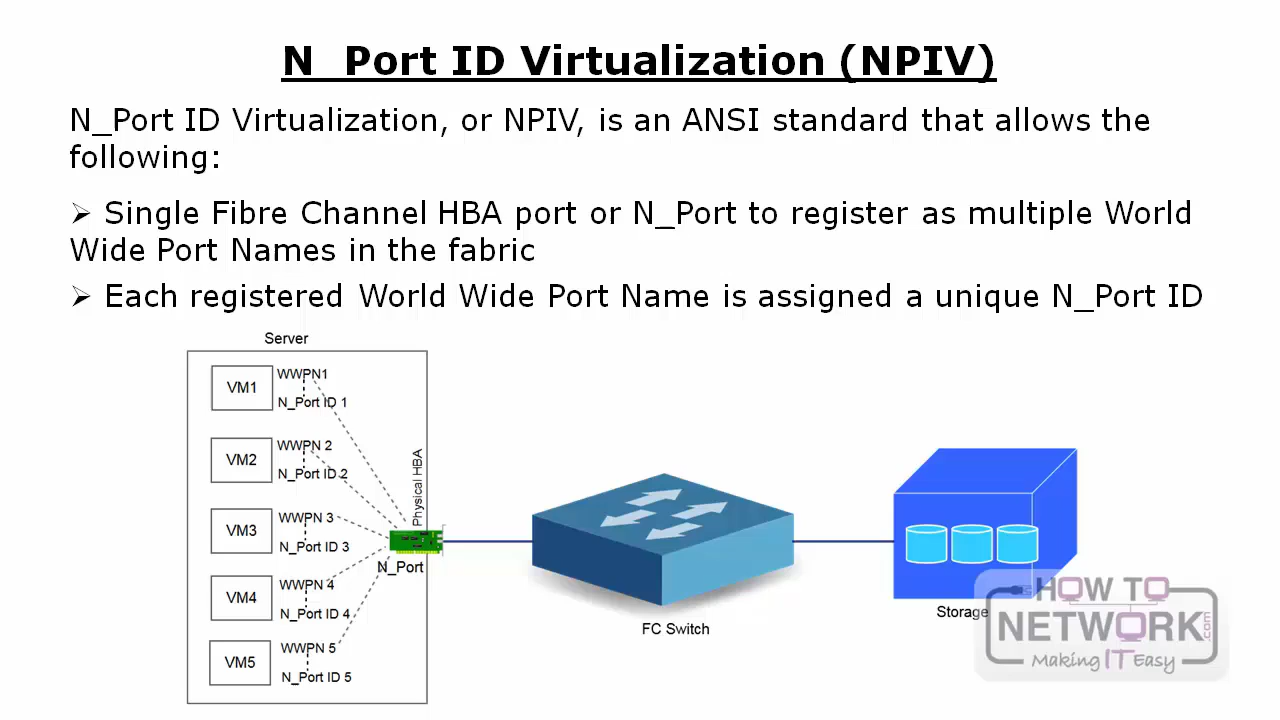 N_Port ID Virtualization (NPIV)
N_Port ID Virtualization, or NPIV, is an ANSI standard that allows the
following:
➢ Single Fibre Channel HBA port or N_Port to register as multiple World
Wide Port Names in the fabric
➢ Each registered World Wide Port Name is assigned a unique N_Port ID
Server
VM1
WWPN1
N_Port ID 1
VM2
WWPN 2
N_Port ID 2
VM3
WWPN 3
N_Port ID 3
VM4
WWPN 4
N_Port ID 4
VM5
WWPN 5
N_Port ID 5
Physical HBA
N_Port
FC Switch
Storage
HOW TO
NETWORK.com
Making IT Easy